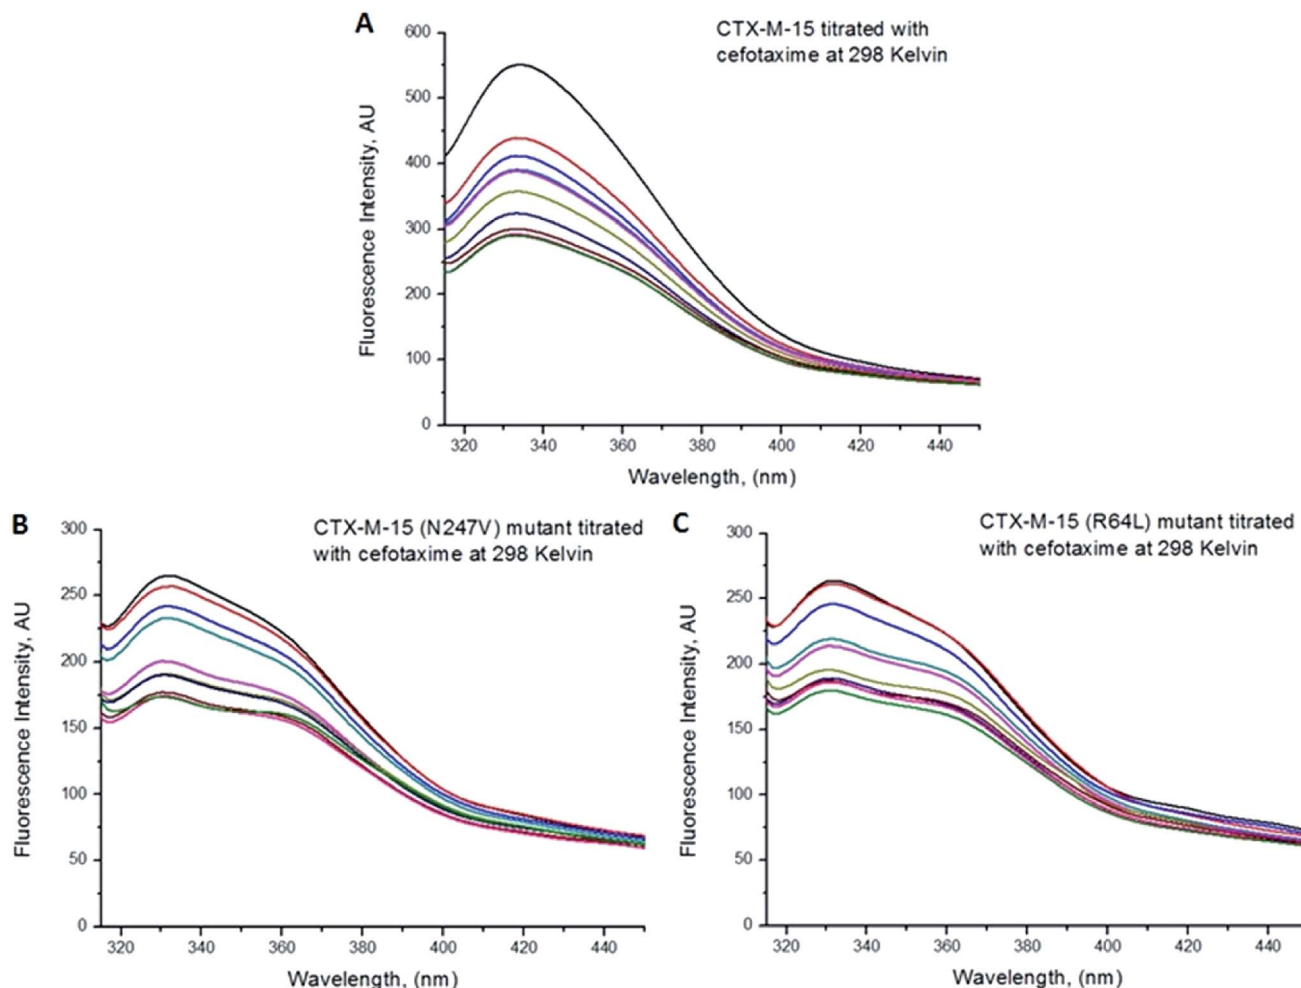 A
CTX-M-15 titrated with
cefotaxime at 298 Kelvin
600
500
400
300
200
100
0
Fluorescence Intensity, AU
320 340 360 380 400 420 440
Wavelength, (nm)
B
CTX-M-15 (N247V) mutant titrated
with cefotaxime at 298 Kelvin
300
250
200
150
100
50
0
Fluorescence Intensity, AU
320 340 360 380 400 420 440
Wavelength, (nm)
C
CTX-M-15 (R64L) mutant titrated
with cefotaxime at 298 Kelvin
300
250
200
150
100
50
0
Fluorescence Intensity, AU
320 340 360 380 400 420 440
Wavelength, (nm)